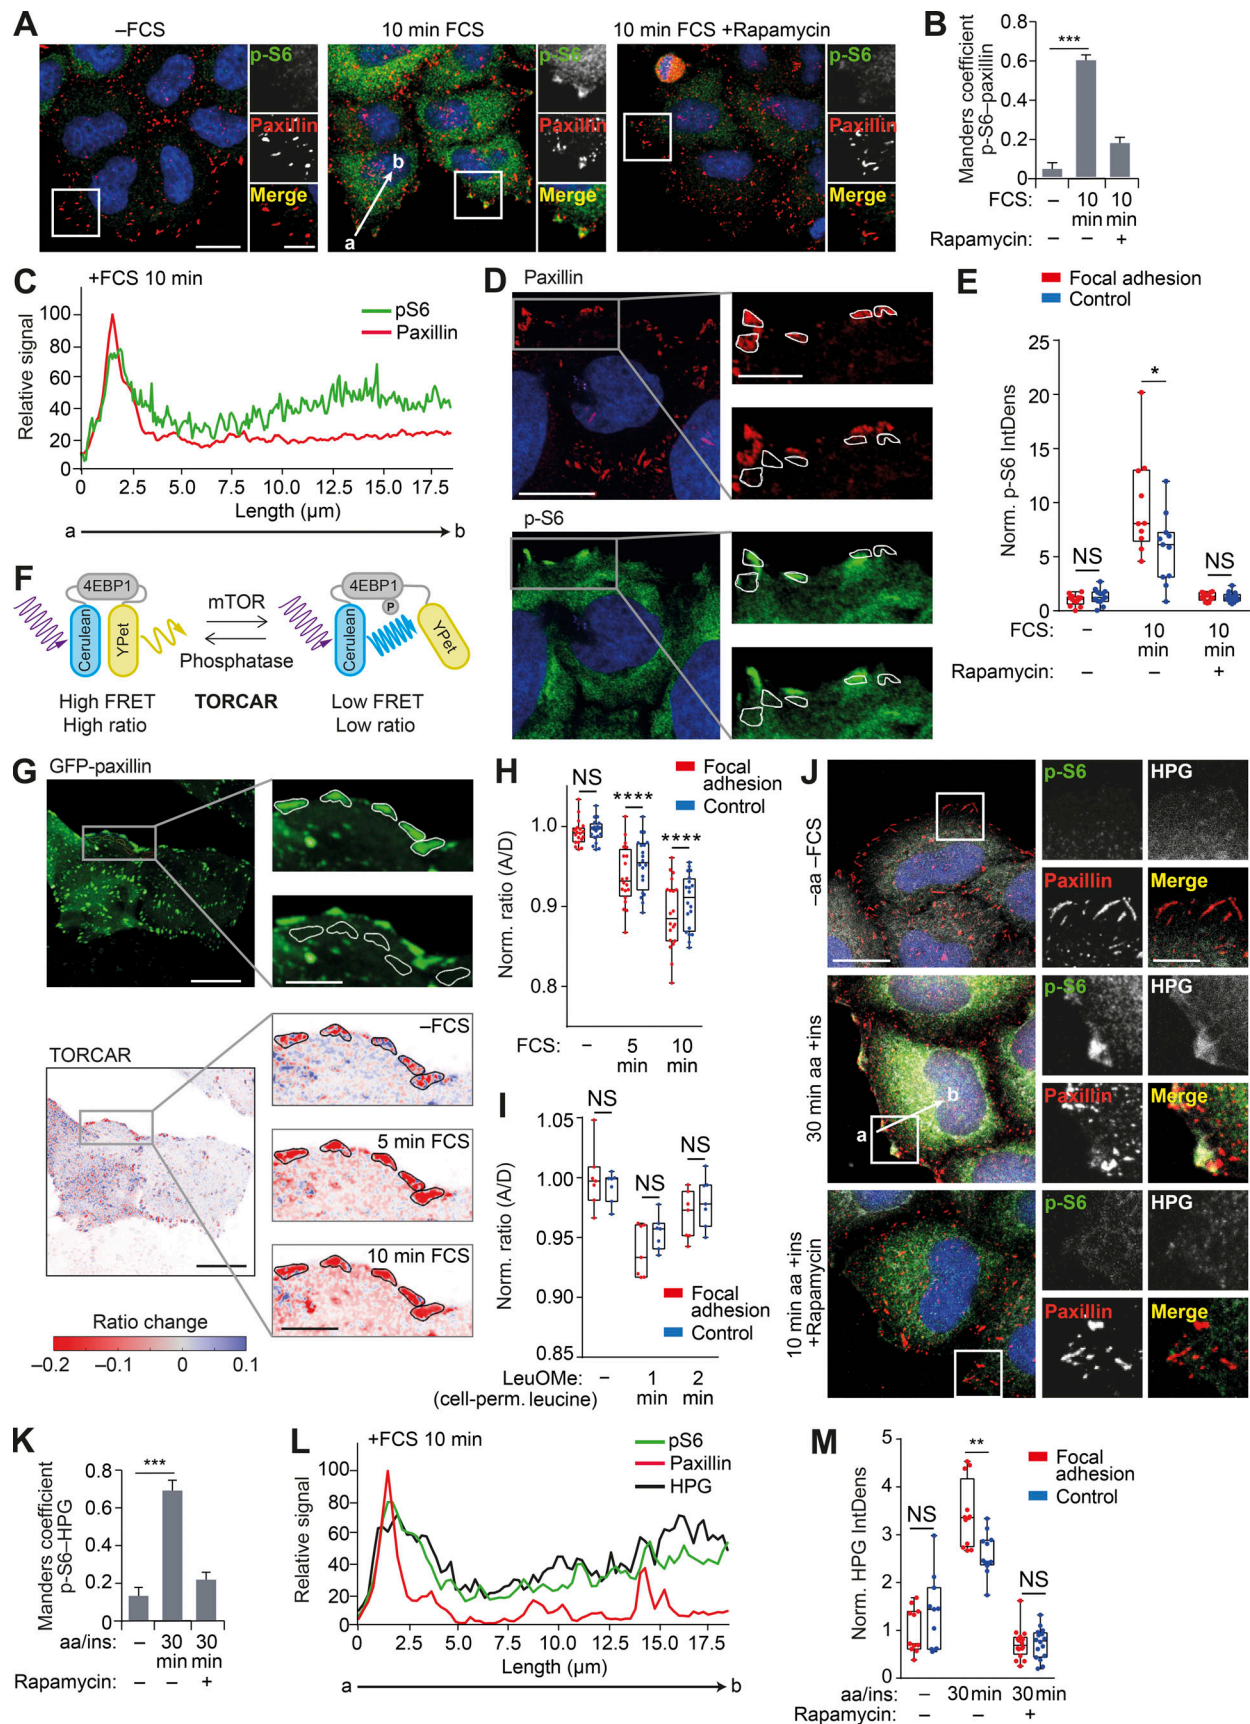 A
–FCS
10 min FCS
10 min FCS +Rapamycin
p-S6
Paxillin
Merge
p-S6
Paxillin
Merge
p-S6
Paxillin
Merge
a
b
B
Manders coefficient
p-S6–paxillin
0.8
0.6
0.4
0.2
0
***
FCS: – 10 min 10 min
Rapamycin: – – +
C
+FCS 10 min
pS6
Paxillin
Relative signal
100
80
60
40
20
0
0 2.5 5.0 7.5 10.0 12.5 15.0 17.5
Length (µm)
a b
D
Paxillin
p-S6
E
Focal adhesion
Control
Norm. p-S6 IntDens
25
20
15
10
5
0
NS
*
NS
FCS: – 10 min 10 min
Rapamycin: – – +
F
4EBP1
Cerulean
YPet
mTOR
Phosphatase
4EBP1
P
Cerulean
YPet
High FRET
High ratio
TORCAR
Low FRET
Low ratio
G
GFP-paxillin
TORCAR
–FCS
5 min FCS
10 min FCS
Ratio change
–0.2 –0.1 0 0.1
H
Focal
adhesion
Control
Norm. ratio (A/D)
1.0
0.9
0.8
NS
****
****
FCS: – 5 min 10 min
I
Norm. ratio (A/D)
1.05
1.00
0.95
0.90
0.85
NS
NS
NS
Focal
adhesion
Control
LeuOMe: – 1 min 2 min
(cell-perm. leucine)
J
–aa –FCS
p-S6
HPG
Paxillin
Merge
30 min aa +ins
a
b
p-S6
HPG
Paxillin
Merge
10 min aa +ins
+Rapamycin
p-S6
HPG
Paxillin
Merge
K
Manders coefficient
p-S6–HPG
0.8
0.6
0.4
0.2
0
***
aa/ins: – 30 min 30 min
Rapamycin: – – +
L
+FCS 10 min
pS6
Paxillin
HPG
Relative signal
100
80
60
40
20
0
0 2.5 5.0 7.5 10.0 12.5 15.0 17.5
Length (µm)
a b
M
Focal
adhesion
Control
Norm. HPG IntDens
5
4
3
2
1
0
NS
**
NS
aa/ins: – 30 min 30 min
Rapamycin: – – +